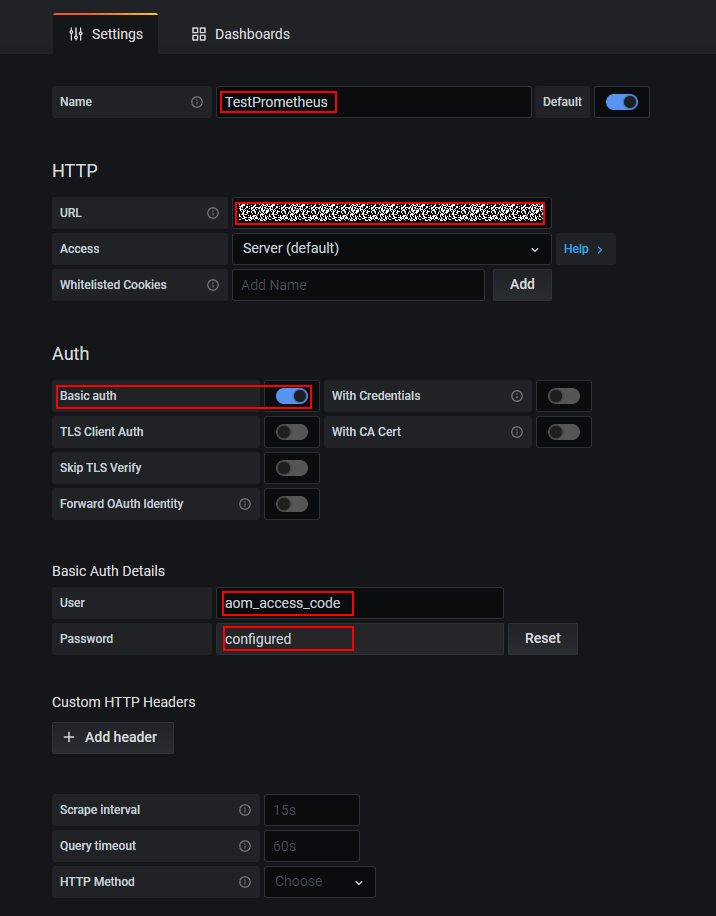 Settings Dashboards
Name TestPrometheus Default
HTTP
URL
Access Server (default) Help >
Whitelisted Cookies Add Name Add
Auth
Basic auth With Credentials
TLS Client Auth With CA Cert
Skip TLS Verify
Forward OAuth Identity
Basic Auth Details
User aom_access_code
Password configured Reset
Custom HTTP Headers
+ Add header
Scrape interval 15s
Query timeout 60s
HTTP Method Choose